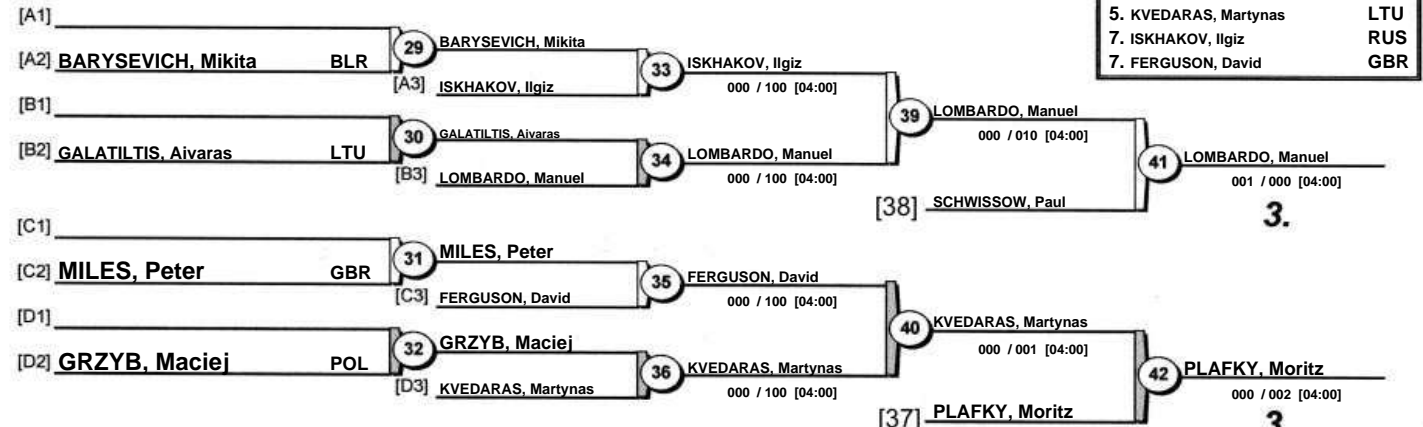 5. KVEDARAS, Martynas LTU
7. ISKHAKOV, Ilgiz RUS
7. FERGUSON, David GBR
[A1]
[A2] BARYSEVICH, Mikita BLR
29
BARYSEVICH, Mikita
[A3] ISKHAKOV, Ilgiz
33
ISKHAKOV, Ilgiz
000 / 100 [04:00]
[B1]
[B2] GALATILTIS, Aivaras LTU
30
GALATILTIS, Aivaras
[B3] LOMBARDO, Manuel
34
LOMBARDO, Manuel
000 / 100 [04:00]
39
LOMBARDO, Manuel
000 / 010 [04:00]
[38] SCHWISSOW, Paul
41
LOMBARDO, Manuel
001 / 000 [04:00]
3.
[C1]
[C2] MILES, Peter GBR
31
MILES, Peter
[C3] FERGUSON, David
35
FERGUSON, David
000 / 100 [04:00]
[D1]
[D2] GRZYB, Maciej POL
32
GRZYB, Maciej
[D3] KVEDARAS, Martynas
36
KVEDARAS, Martynas
000 / 100 [04:00]
40
KVEDARAS, Martynas
000 / 001 [04:00]
[37] PLAFKY, Moritz
42
PLAFKY, Moritz
000 / 002 [04:00]
3.